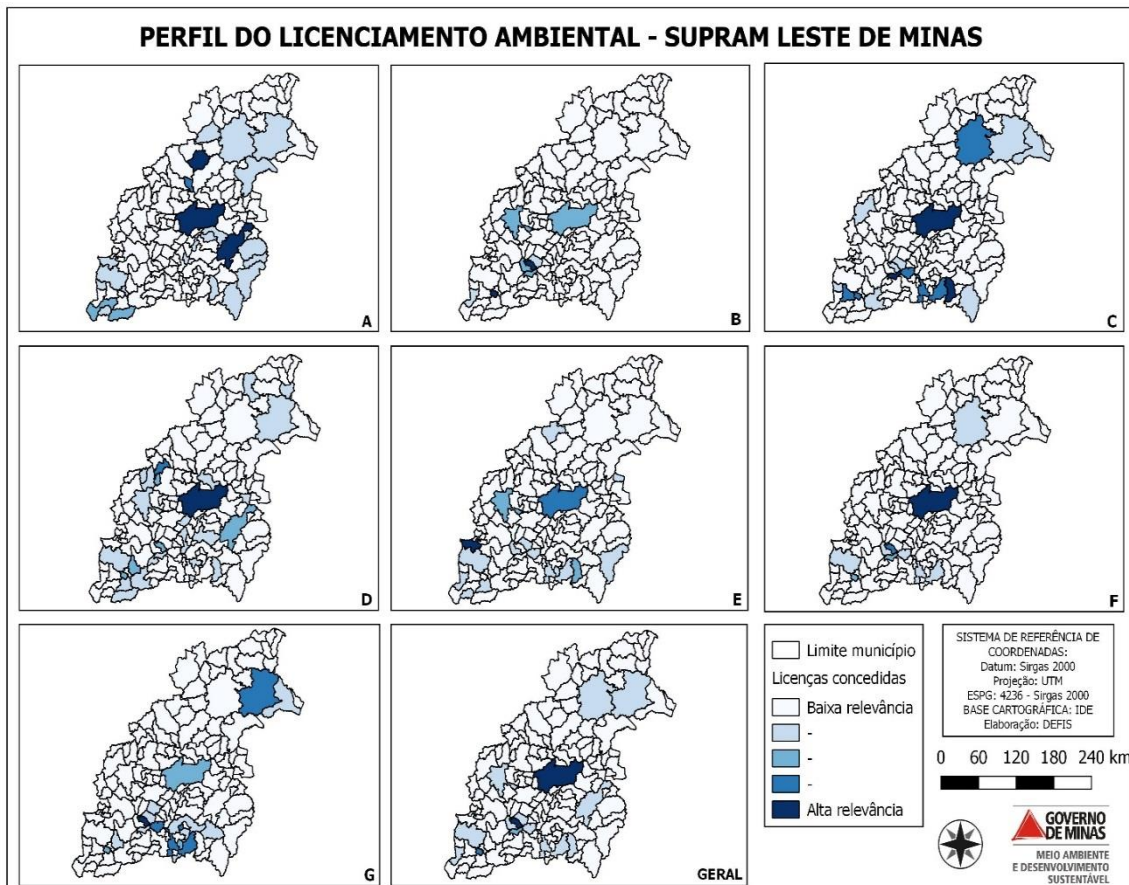 PERFIL DO LICENCIAMENTO AMBIENTAL - SUPRAM LESTE DE MINAS
A
B
C
D
E
F
G
GERAL
Limite município
Licenças concedidas
Baixa relevância
-
-
-
Alta relevância
SISTEMA DE REFERÊNCIA DE
COORDENADAS:
Datum: Sirgas 2000
Projeção: UTM
ESPG: 4236 - Sirgas 2000
BASE CARTOGRÁFICA: IDE
Elaboração: DEFIS
0 60 120 180 240 km
GOVERNO
DE MINAS
MEIO AMBIENTE
E DESENVOLVIMENTO
SUSTENTÁVEL